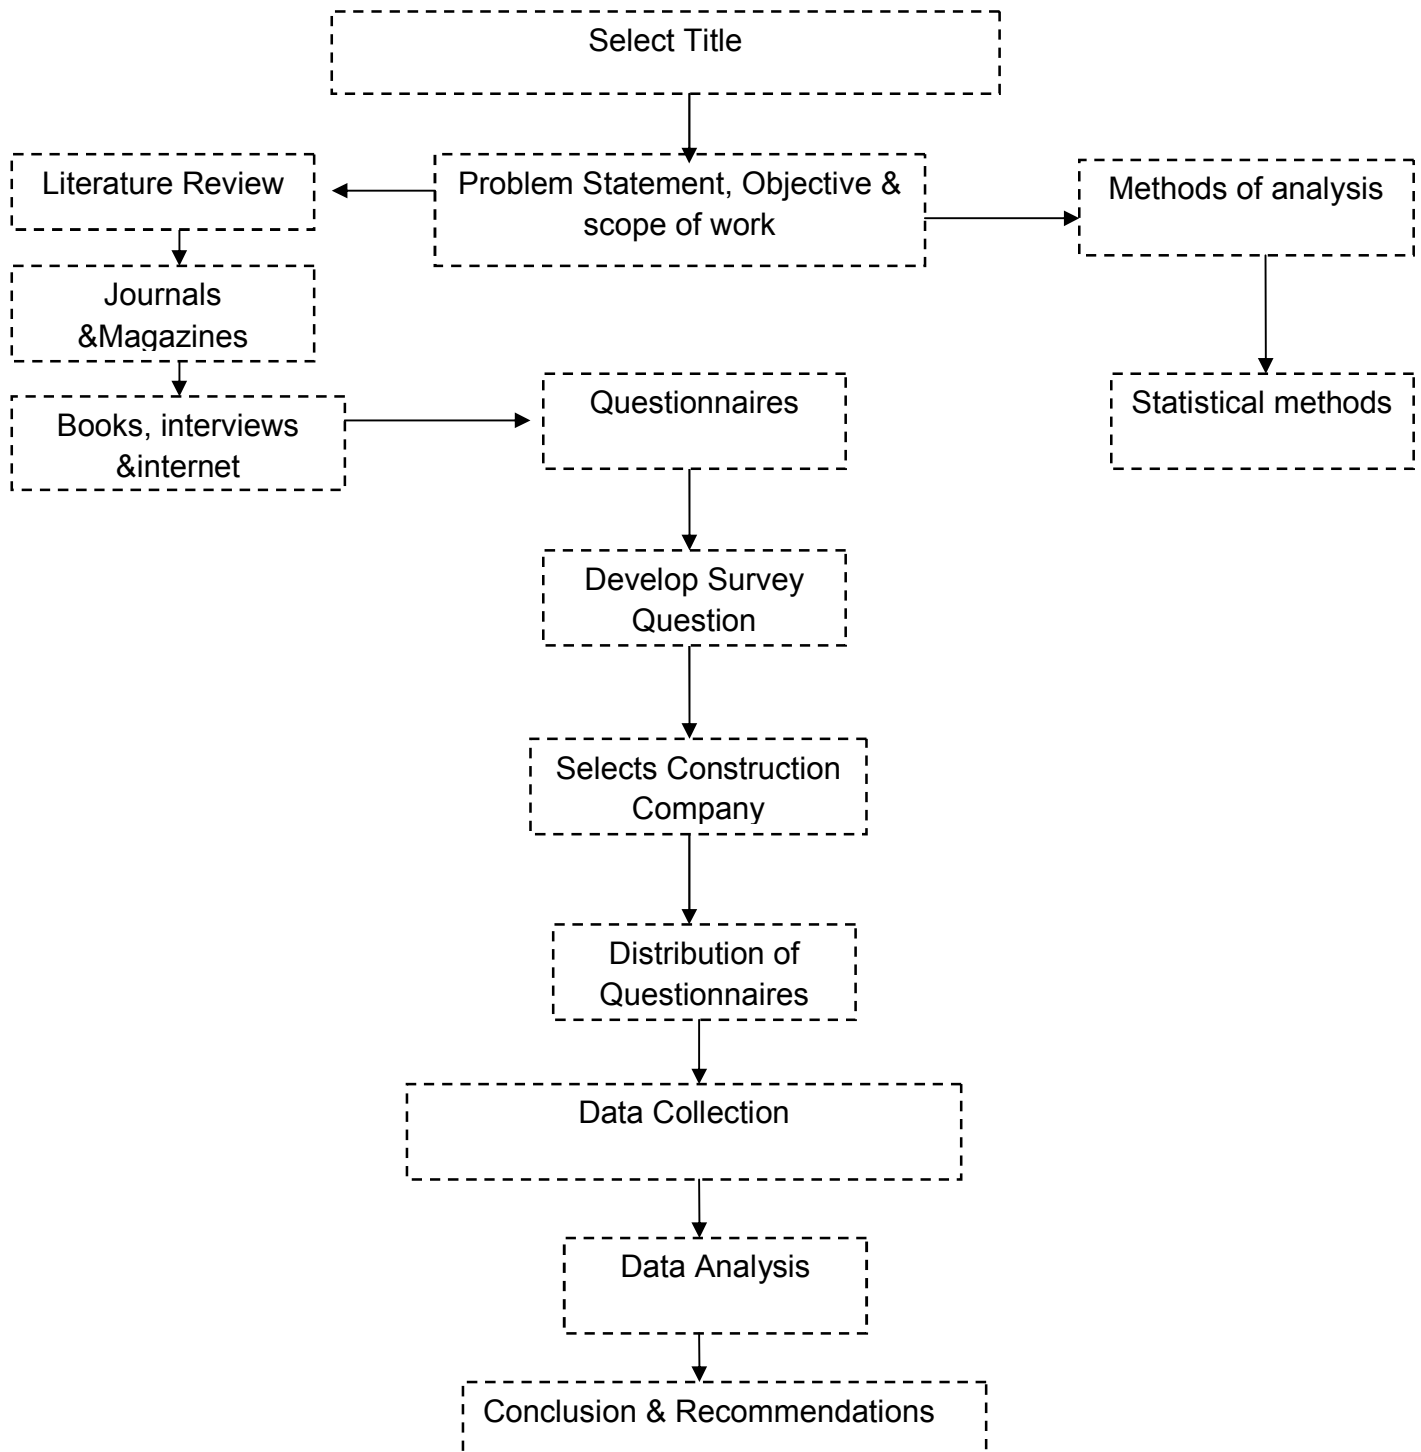 Select Title
Literature Review
Problem Statement, Objective &
scope of work
Methods of analysis
Journals
&Magazines
Books, interviews
&internet
Questionnaires
Statistical methods
Develop Survey
Question
Selects Construction
Company
Distribution of
Questionnaires
Data Collection
Data Analysis
Conclusion & Recommendations